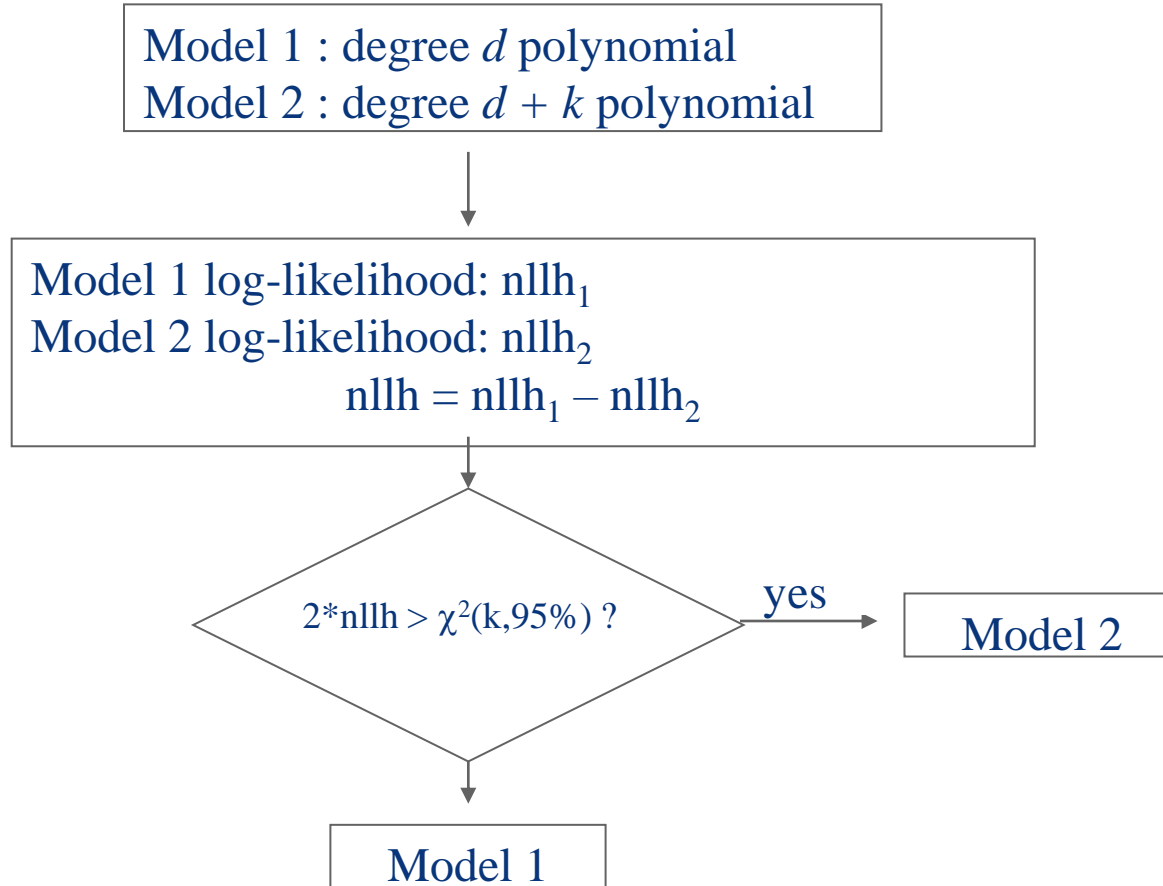 Model 1 : degree d polynomial
Model 2 : degree d + k polynomial
Model 1 log-likelihood: nllh₁
Model 2 log-likelihood: nllh₂
nllh = nllh₁ – nllh₂
2*nllh > χ²(k,95%) ?
yes
Model 2
Model 1